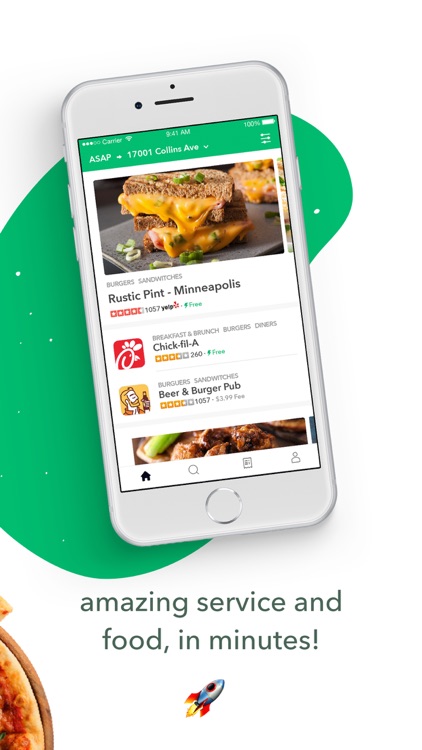 Carrier 9:41 AM 100%
ASAP → 17001 Collins Ave
BURGERS SANDWITCHES
Rustic Pint - Minneapolis
1057 yelp · Free
BREAKFAST & BRUNCH BURGERS DINERS
Chick-fil-A
260 · Free
BURGUERS SANDWITCHES
Beer & Burger Pub
1057 · $3,99 Fee
amazing service and
food, in minutes!